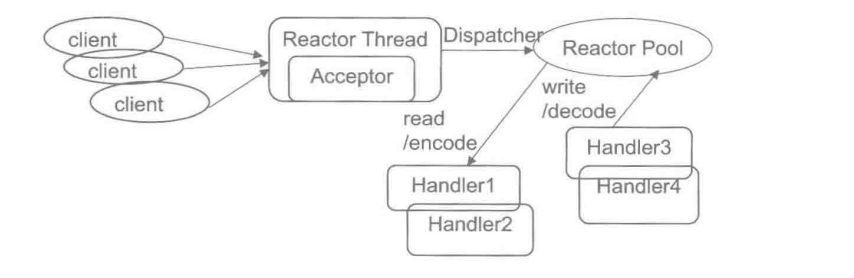 client
client
client
Reactor Thread
Acceptor
Dispatcher
Reactor Pool
read
/encode
write
/decode
Handler1
Handler2
Handler3
Handler4